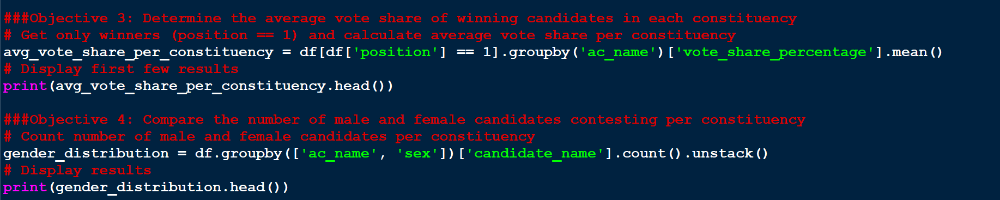 ###Objective 3: Determine the average vote share of winning candidates in each constituency
# Get only winners (position == 1) and calculate average vote share per constituency
avg_vote_share_per_constituency = df[df['position'] == 1].groupby('ac_name')['vote_share_percentage'].mean()
# Display first few results
print(avg_vote_share_per_constituency.head())
###Objective 4: Compare the number of male and female candidates contesting per constituency
# Count number of male and female candidates per constituency
gender_distribution = df.groupby(['ac_name', 'sex'])['candidate_name'].count().unstack()
# Display results
print(gender_distribution.head())